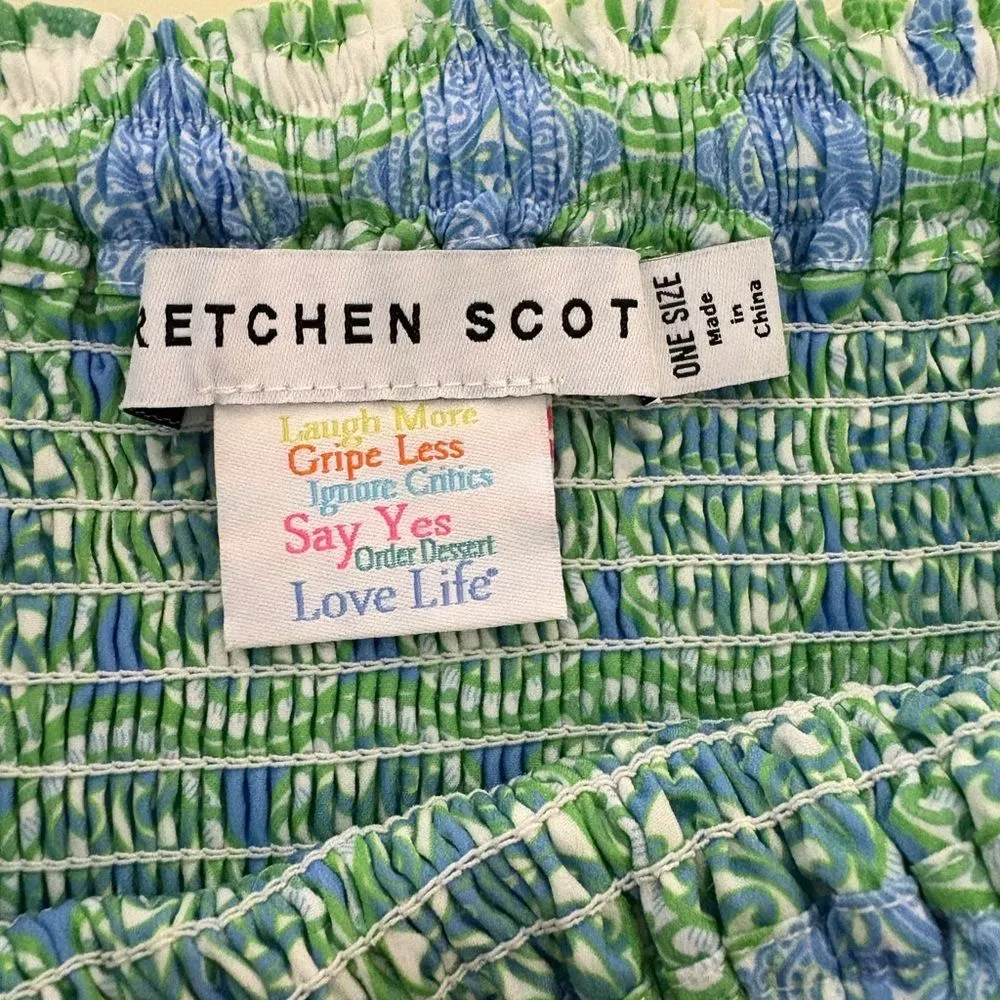 RETCHEN SCOT
ONE SIZE
Made
in
China
Laugh More
Gripe Less
Ignore Critics
Say Yes
Order Dessert
Love Life®